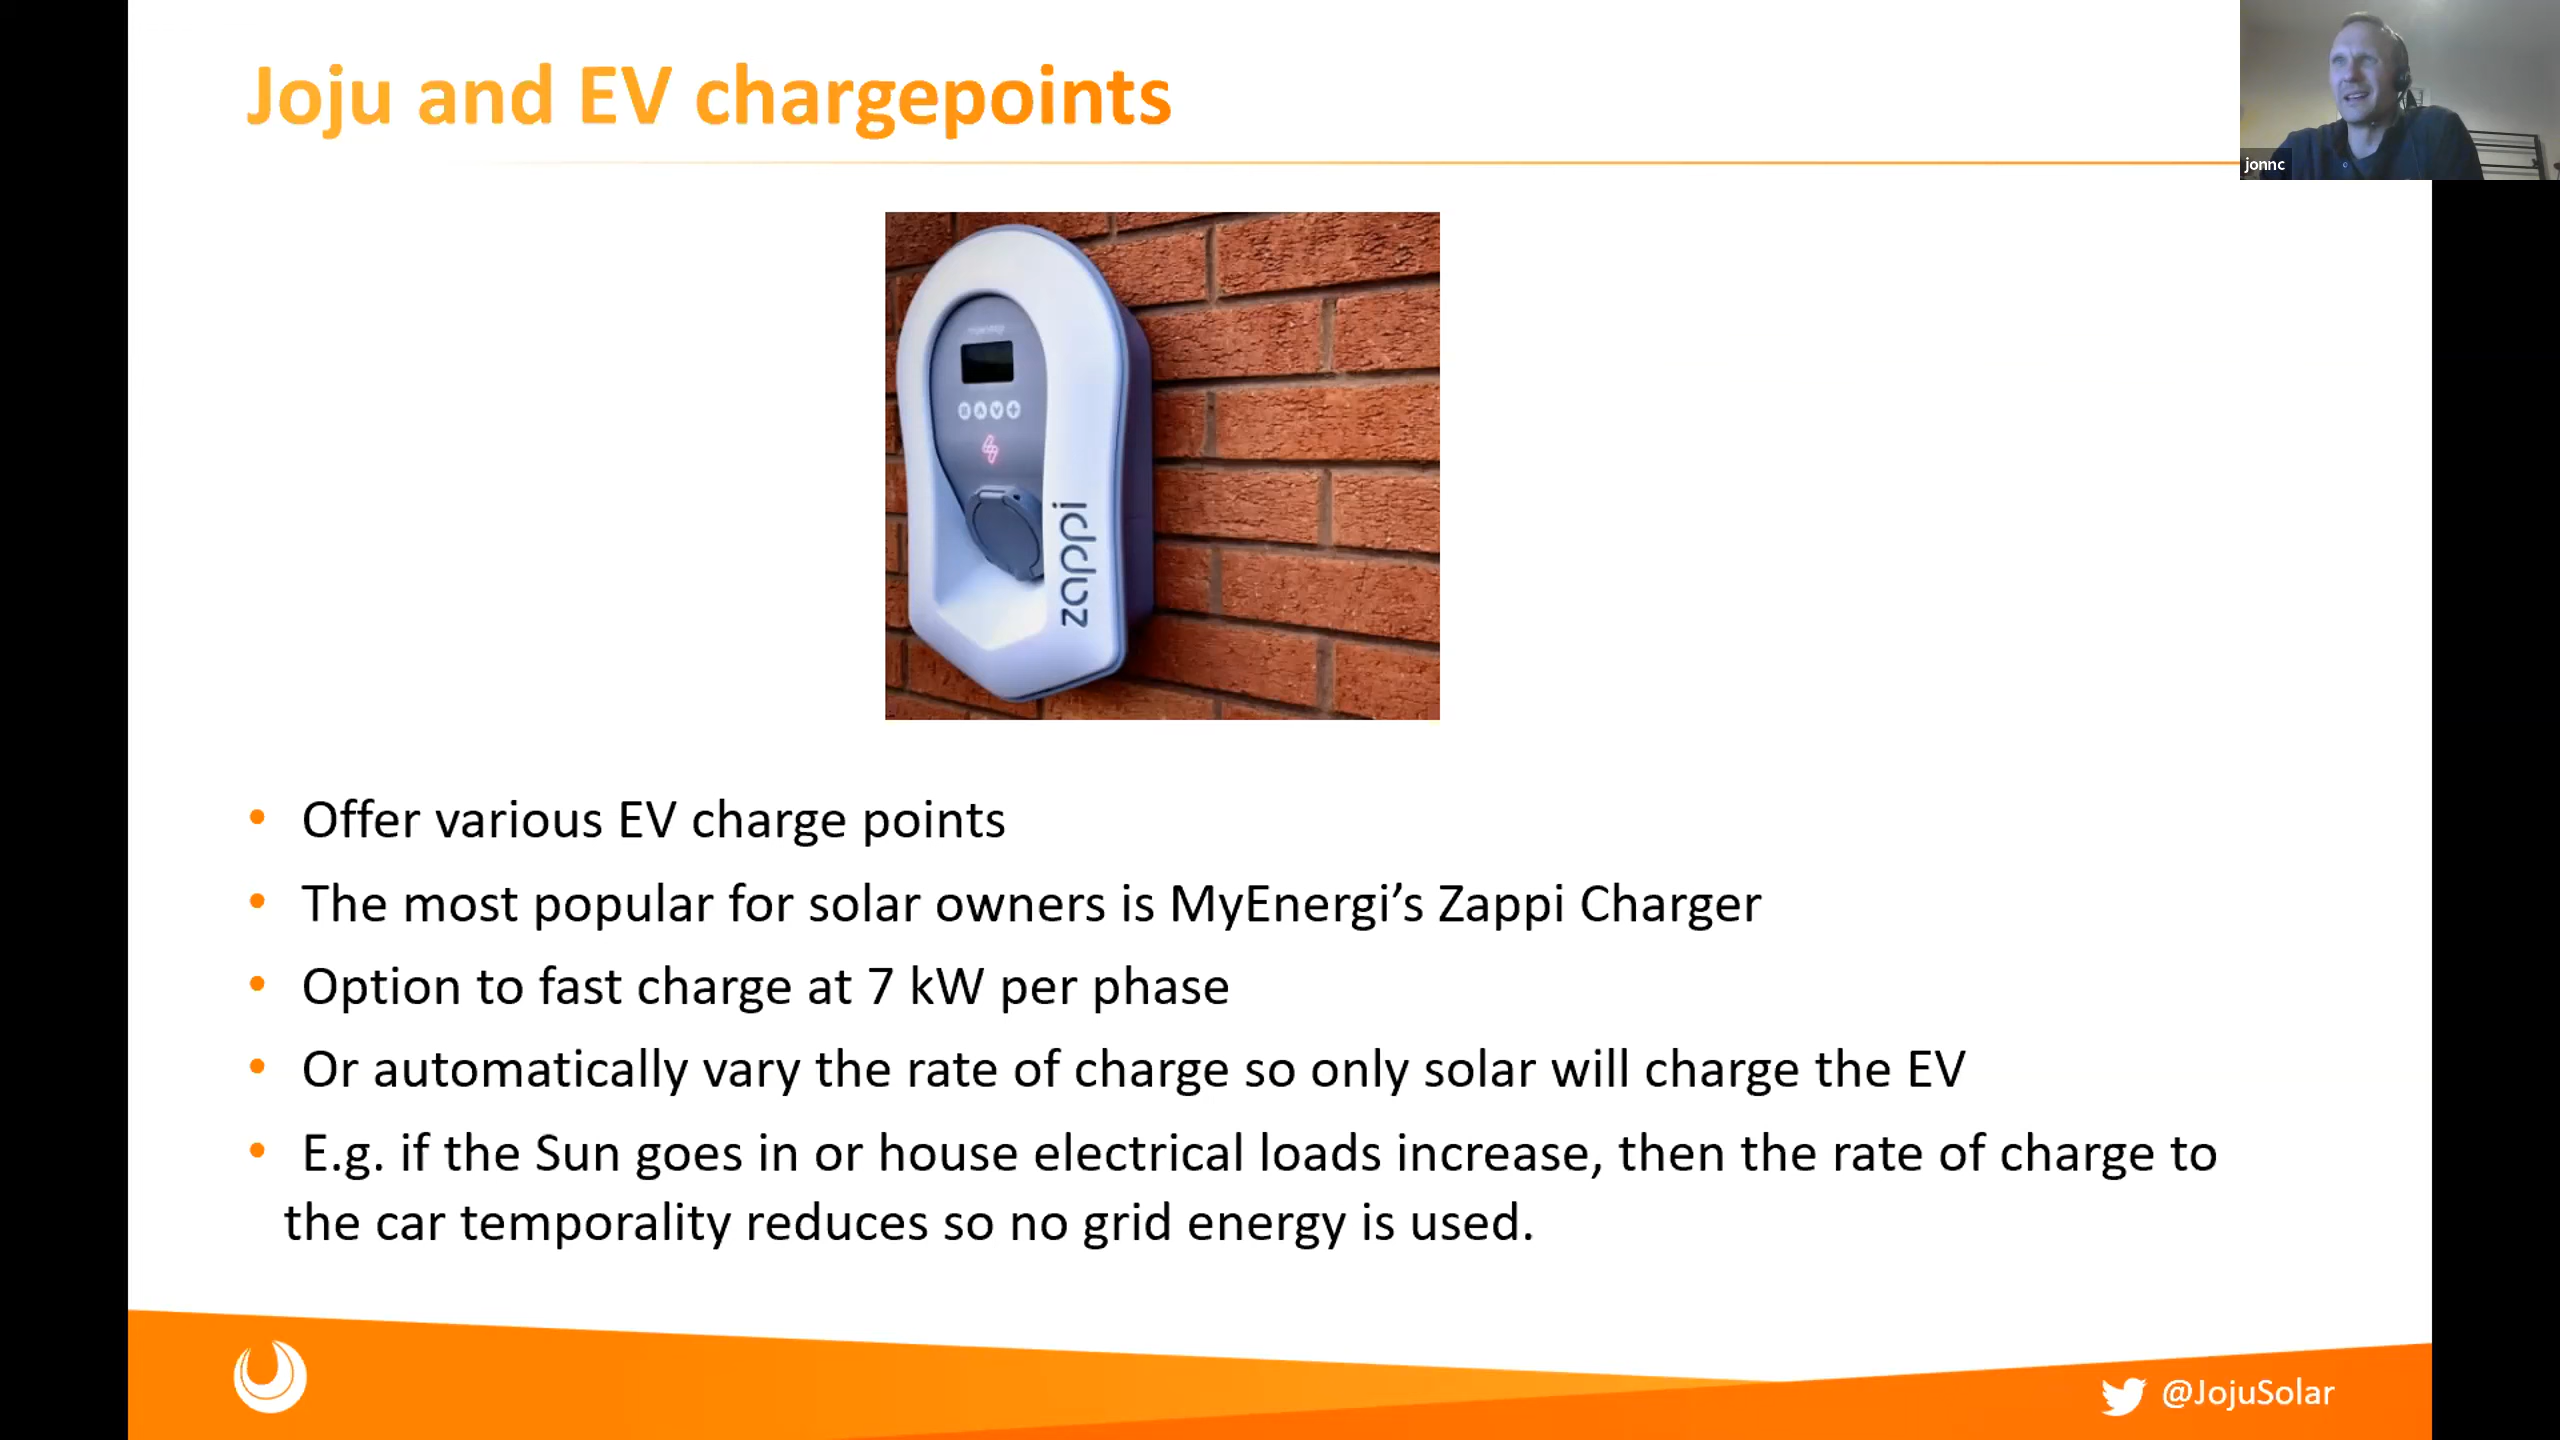 Joju and EV chargepoints
jonnc
zappi
• Offer various EV charge points
• The most popular for solar owners is MyEnergi’s Zappi Charger
• Option to fast charge at 7 kW per phase
• Or automatically vary the rate of charge so only solar will charge the EV
• E.g. if the Sun goes in or house electrical loads increase, then the rate of charge to
the car temporality reduces so no grid energy is used.
@JojuSolar